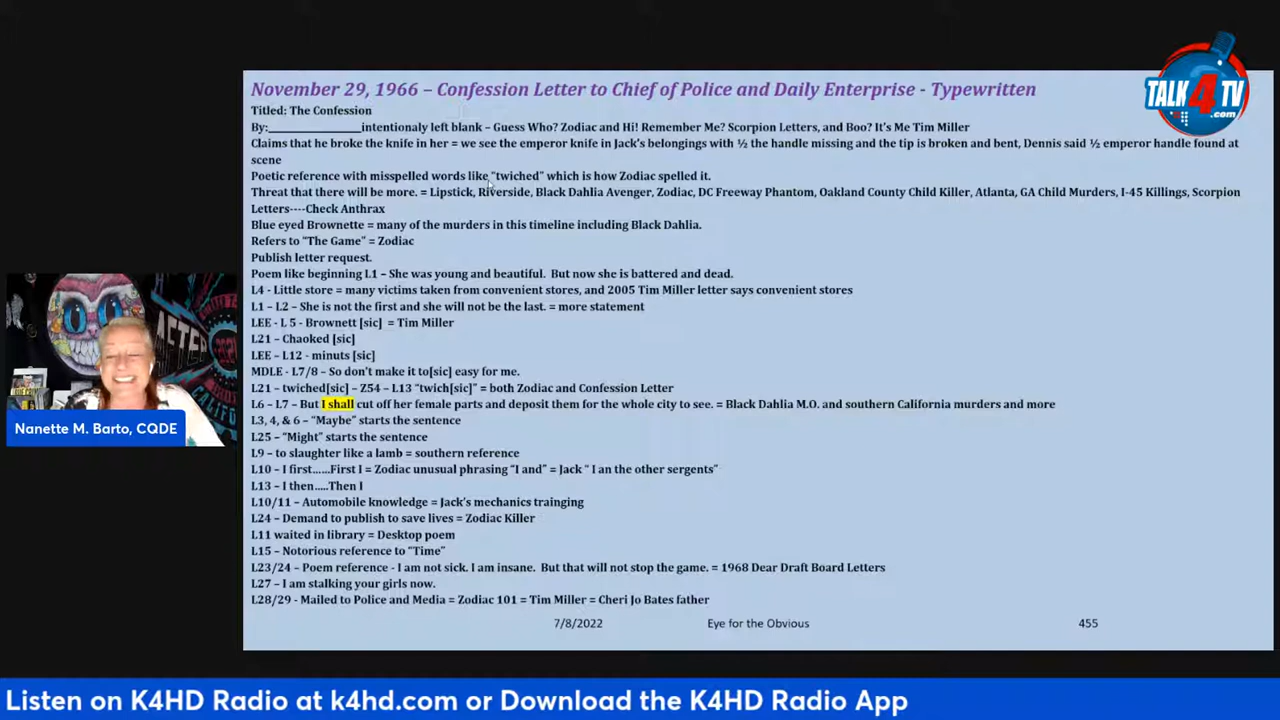 November 29, 1966 – Confession Letter to Chief of Police and Daily Enterprise - Typewritten
Titled: The Confession
By:____________________intentionaly left blank – Guess Who? Zodiac and Hi! Remember Me? Scorpion Letters, and Boo? It's Me Tim Miller
Claims that he broke the knife in her = we see the emperor knife in Jack's belongings with ½ the handle missing and the tip is broken and bent, Dennis said ½ emperor handle found at
scene
Poetic reference with misspelled words like "twiched" which is how Zodiac spelled it.
Threat that there will be more. = Lipstick, Riverside, Black Dahlia Avenger, Zodiac, DC Freeway Phantom, Oakland County Child Killer, Atlanta, GA Child Murders, I-45 Killings, Scorpion
Letters----Check Anthrax
Blue eyed Brownette = many of the murders in this timeline including Black Dahlia.
Refers to "The Game" = Zodiac
Publish letter request.
Poem like beginning L1 – She was young and beautiful. But now she is battered and dead.
L4 - Little store = many victims taken from convenient stores, and 2005 Tim Miller letter says convenient stores
L1 – L2 – She is not the first and she will not be the last. = more statement
LEE - L 5 - Brownett [sic] = Tim Miller
L21 – Chaoked [sic]
LEE – L12 - minuts [sic]
MDLE - L7/8 – So don't make it to[sic] easy for me.
L21 – twiched[sic] – Z54 – L13 "twich[sic]" = both Zodiac and Confession Letter
L6 – L7 – But I shall cut off her female parts and deposit them for the whole city to see. = Black Dahlia M.O. and southern California murders and more
L3, 4, & 6 – "Maybe" starts the sentence
L25 – "Might" starts the sentence
L9 – to slaughter like a lamb = southern reference
L10 – I first......First I = Zodiac unusual phrasing "I and" = Jack " I an the other sergents"
L13 – I then.....Then I
L10/11 – Automobile knowledge = Jack's mechanics trainging
L24 – Demand to publish to save lives = Zodiac Killer
L11 waited in library = Desktop poem
L15 – Notorious reference to "Time"
L23/24 – Poem reference - I am not sick. I am insane. But that will not stop the game. = 1968 Dear Draft Board Letters
L27 – I am stalking your girls now.
L28/29 - Mailed to Police and Media = Zodiac 101 = Tim Miller = Cheri Jo Bates father
7/8/2022 Eye for the Obvious 455
TALK 4 TV
AFTER
Nanette M. Barto, CQDE
Listen on K4HD Radio at k4hd.com or Download the K4HD Radio App